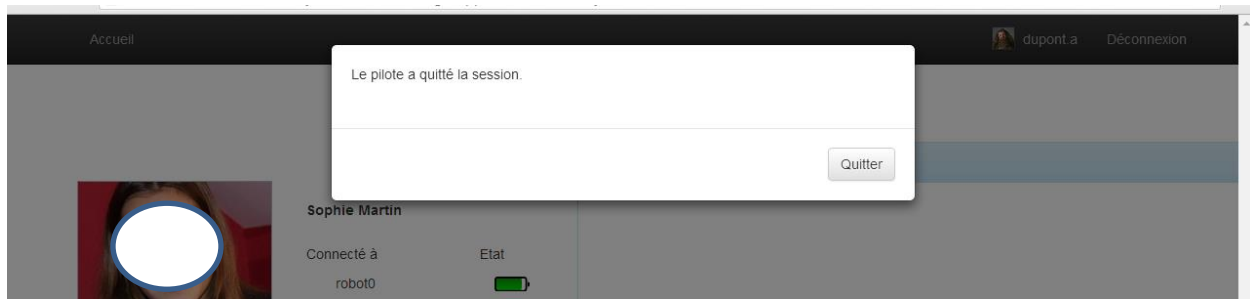 Accueil
dupont a Déconnexion
Le pilote a quitté la session.
Quitter
Sophie Martin
Connecté à Etat
robot0